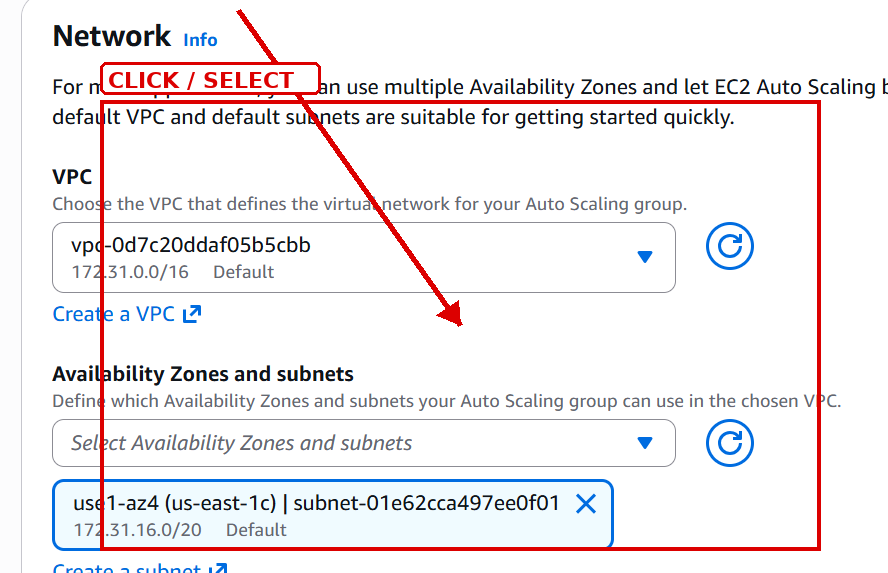 Network Info
CLICK / SELECT
For m an use multiple Availability Zones and let EC2 Auto Scaling b
default VPC and default subnets are suitable for getting started quickly.
VPC
Choose the VPC that defines the virtual network for your Auto Scaling group.
vpc-0d7c20ddaf05b5cbb
172.31.0.0/16 Default
Create a VPC
Availability Zones and subnets
Define which Availability Zones and subnets your Auto Scaling group can use in the chosen VPC.
Select Availability Zones and subnets
use1-az4 (us-east-1c) | subnet-01e62cca497ee0f01
172.31.16.0/20 Default
Create a subnet